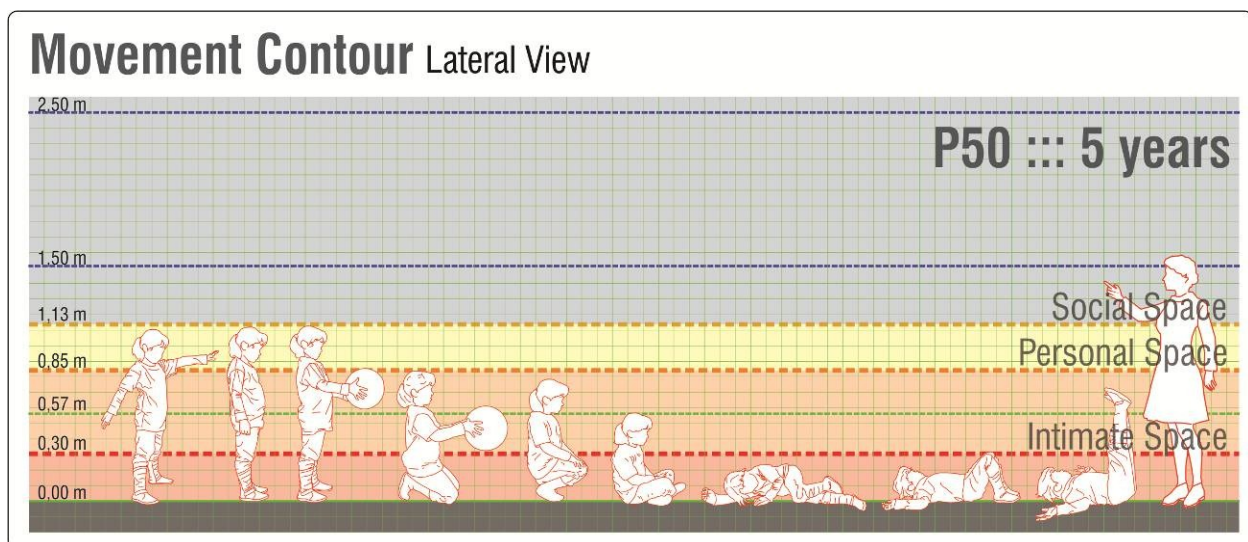 Movement Contour Lateral View
2.50 m
P50 ::: 5 years
1.50 m
Social Space
1,13 m
Personal Space
0,85 m
0,57 m
Intimate Space
0,30 m
0,00 m